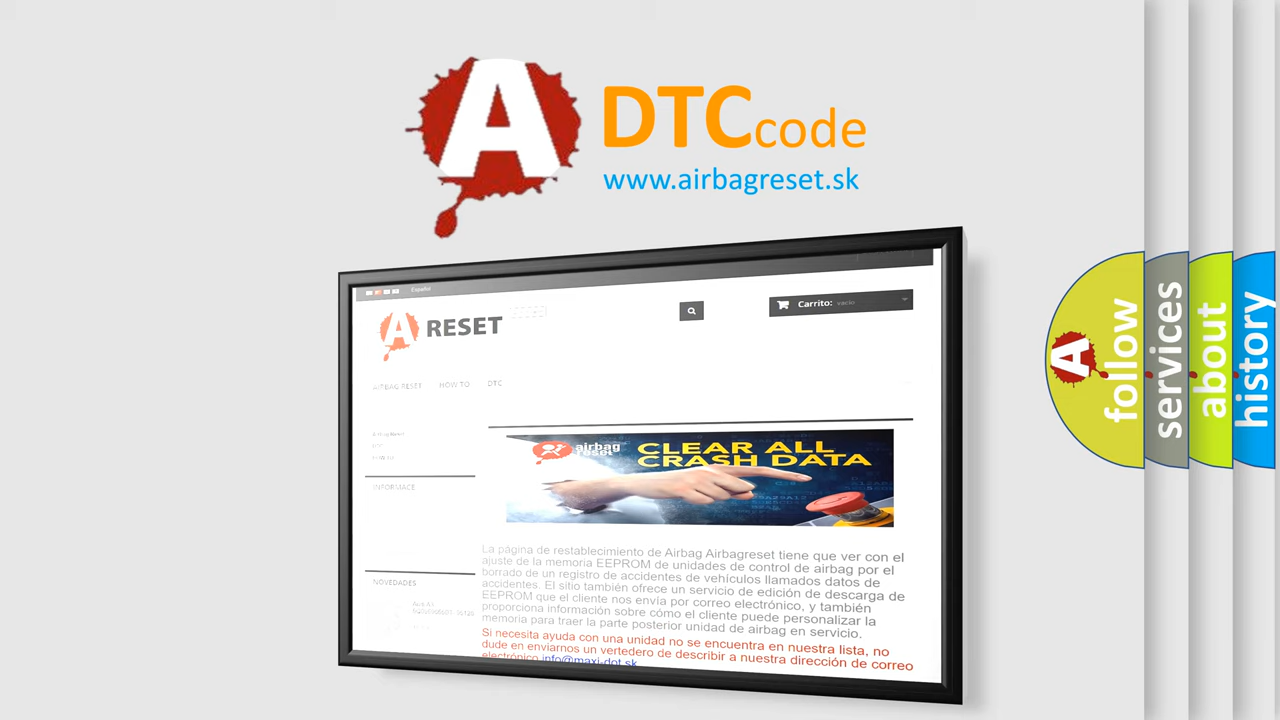 A DTCcode
www.airbagreset.sk
Español
A RESET
Carrito: vacío
AIRBAG RESET HOW TO DTC
INFORMACE
NOVEDADES
airbag
reset
CLEAR ALL
CRASH DATA
La página de restablecimiento de Airbag Airbagreset tiene que ver con el
ajuste de la memoria EEPROM de unidades de control de airbag por el
borrado de un registro de accidentes de vehículos llamados datos de
accidentes. El sitio también ofrece un servicio de edición de descarga de
EEPROM que el cliente nos envía por correo electrónico, y también
proporciona información sobre cómo el cliente puede personalizar la
memoria para traer la parte posterior unidad de airbag en servicio.
Si necesita ayuda con una unidad no se encuentra en nuestra lista, no
dude en enviarnos un vertedero de describir a nuestra dirección de correo
electrónico info@maxi-dot.sk
A follow
services
about
history